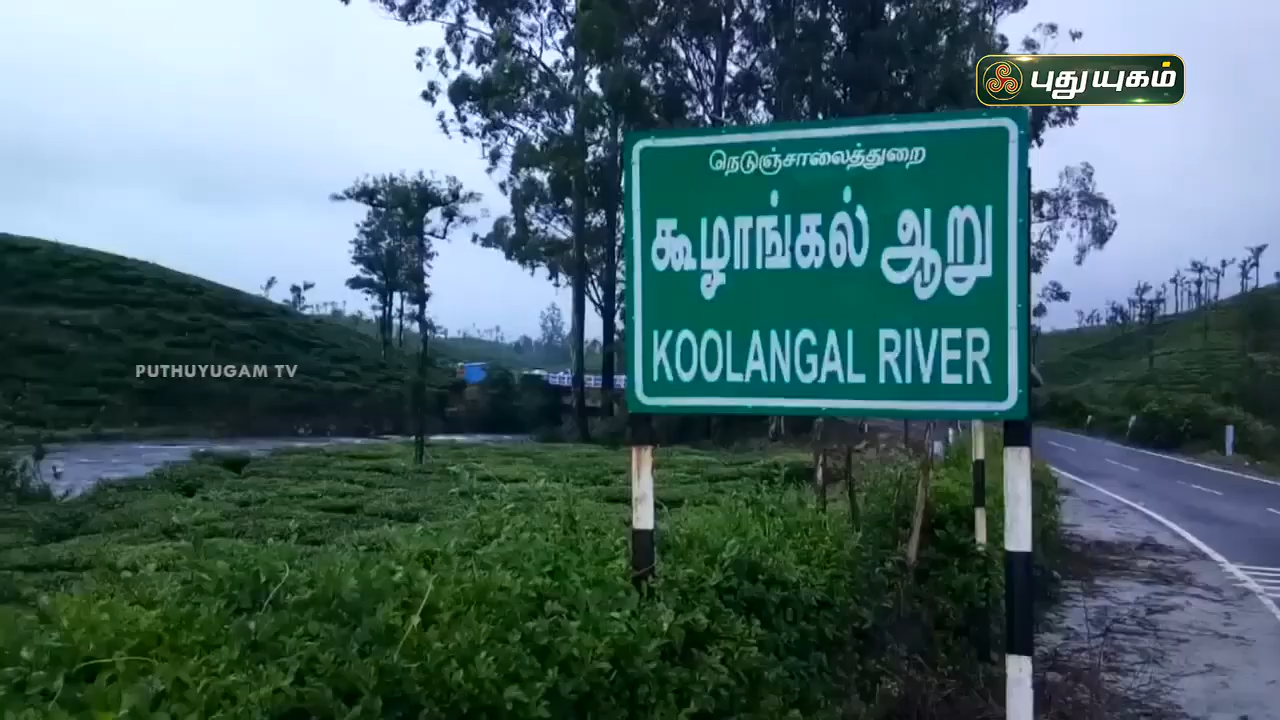 புதுயுகம்
நெடுஞ்சாலைத்துறை
கூழாங்கல் ஆறு
KOOLANGAL RIVER
PUTHUYUGAM TV